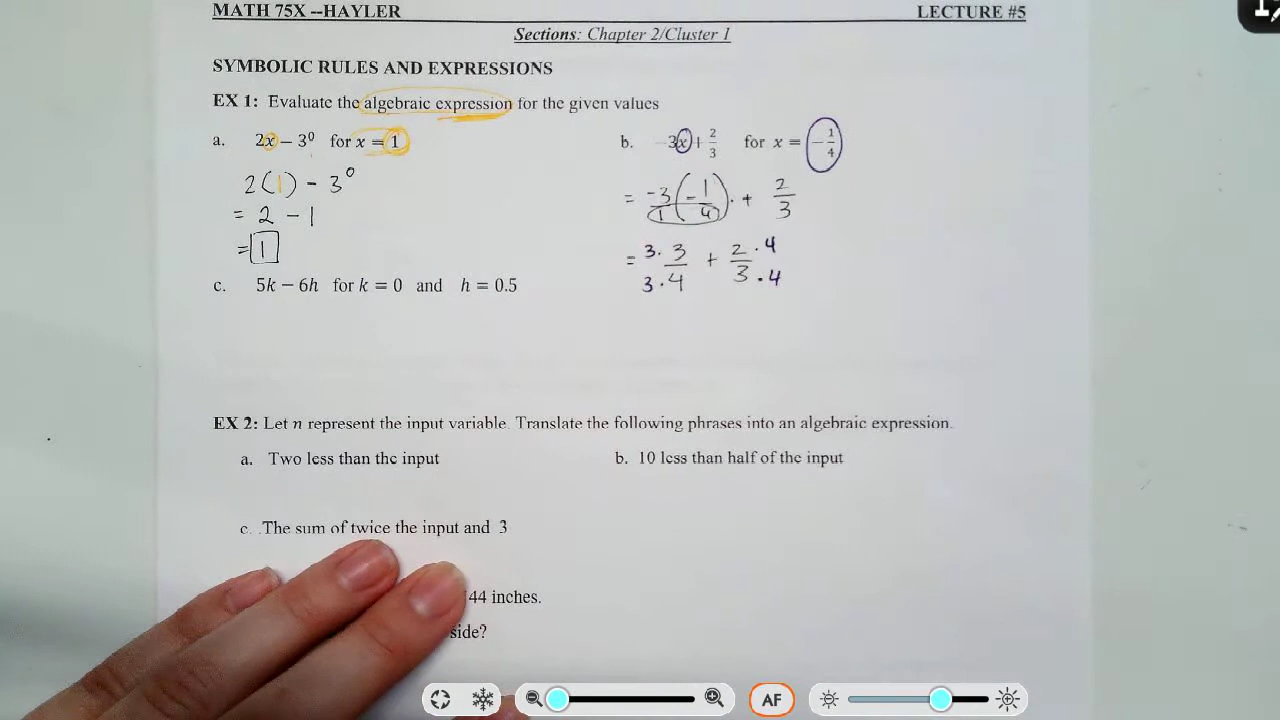 MATH 75X --HAYLER LECTURE #5
Sections: Chapter 2/Cluster 1
SYMBOLIC RULES AND EXPRESSIONS
EX 1: Evaluate the algebraic expression for the given values
a. 2x – 3⁰ for x = 1
2(1) - 3⁰
= 2 - 1
= 1
b. −3x + 2/3 for x = −1/4
= -3/1 (-1/4) + 2/3
= 3·3/3·4 + 2·4/3·4
c. 5k − 6h for k = 0 and h = 0.5
EX 2: Let n represent the input variable. Translate the following phrases into an algebraic expression.
a. Two less than the input
b. 10 less than half of the input
c. The sum of twice the input and 3
44 inches.
side?
AF